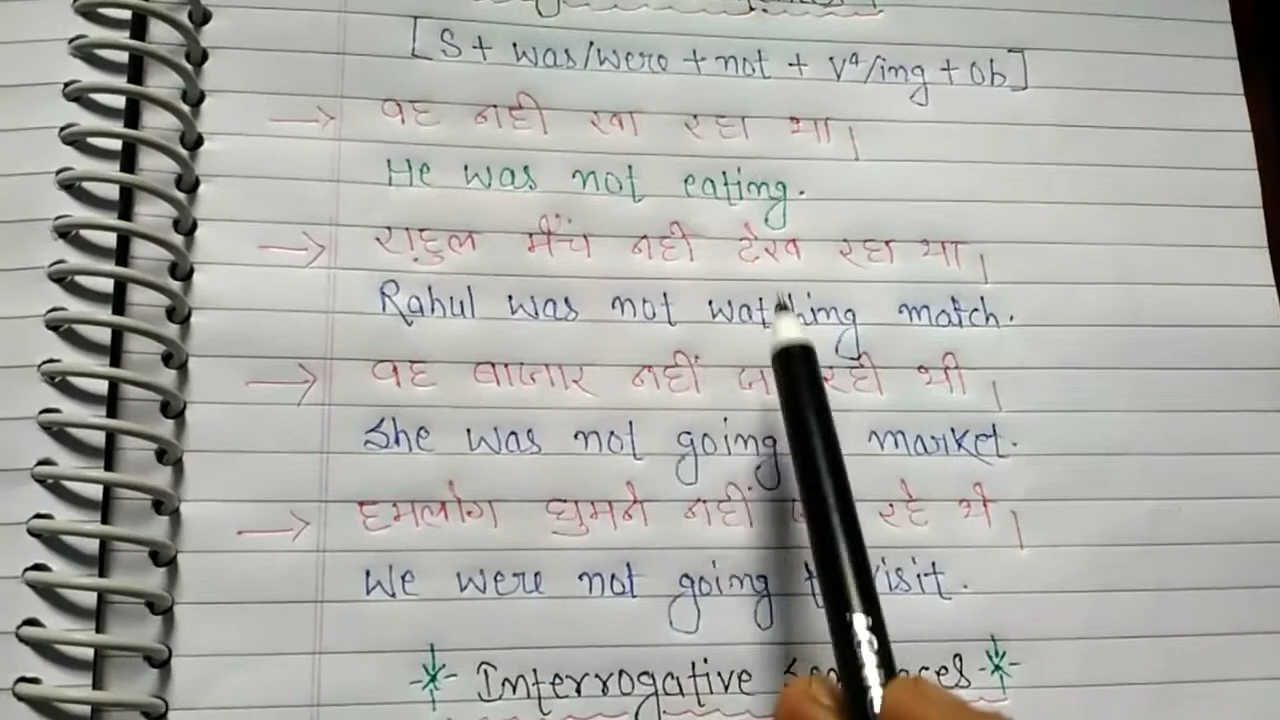 [S + was/were + not + V⁴/ing + ob]
→ वह नही खा रहा था।
He was not eating.
→ राहुल मैच नही देख रहा था।
Rahul was not watching match.
→ वह बाजार नहीं जा रही थी।
She was not going market.
→ हमलोग घुमने नहीं रहे थे।
We were not going visit.
* Interrogative Sentences *